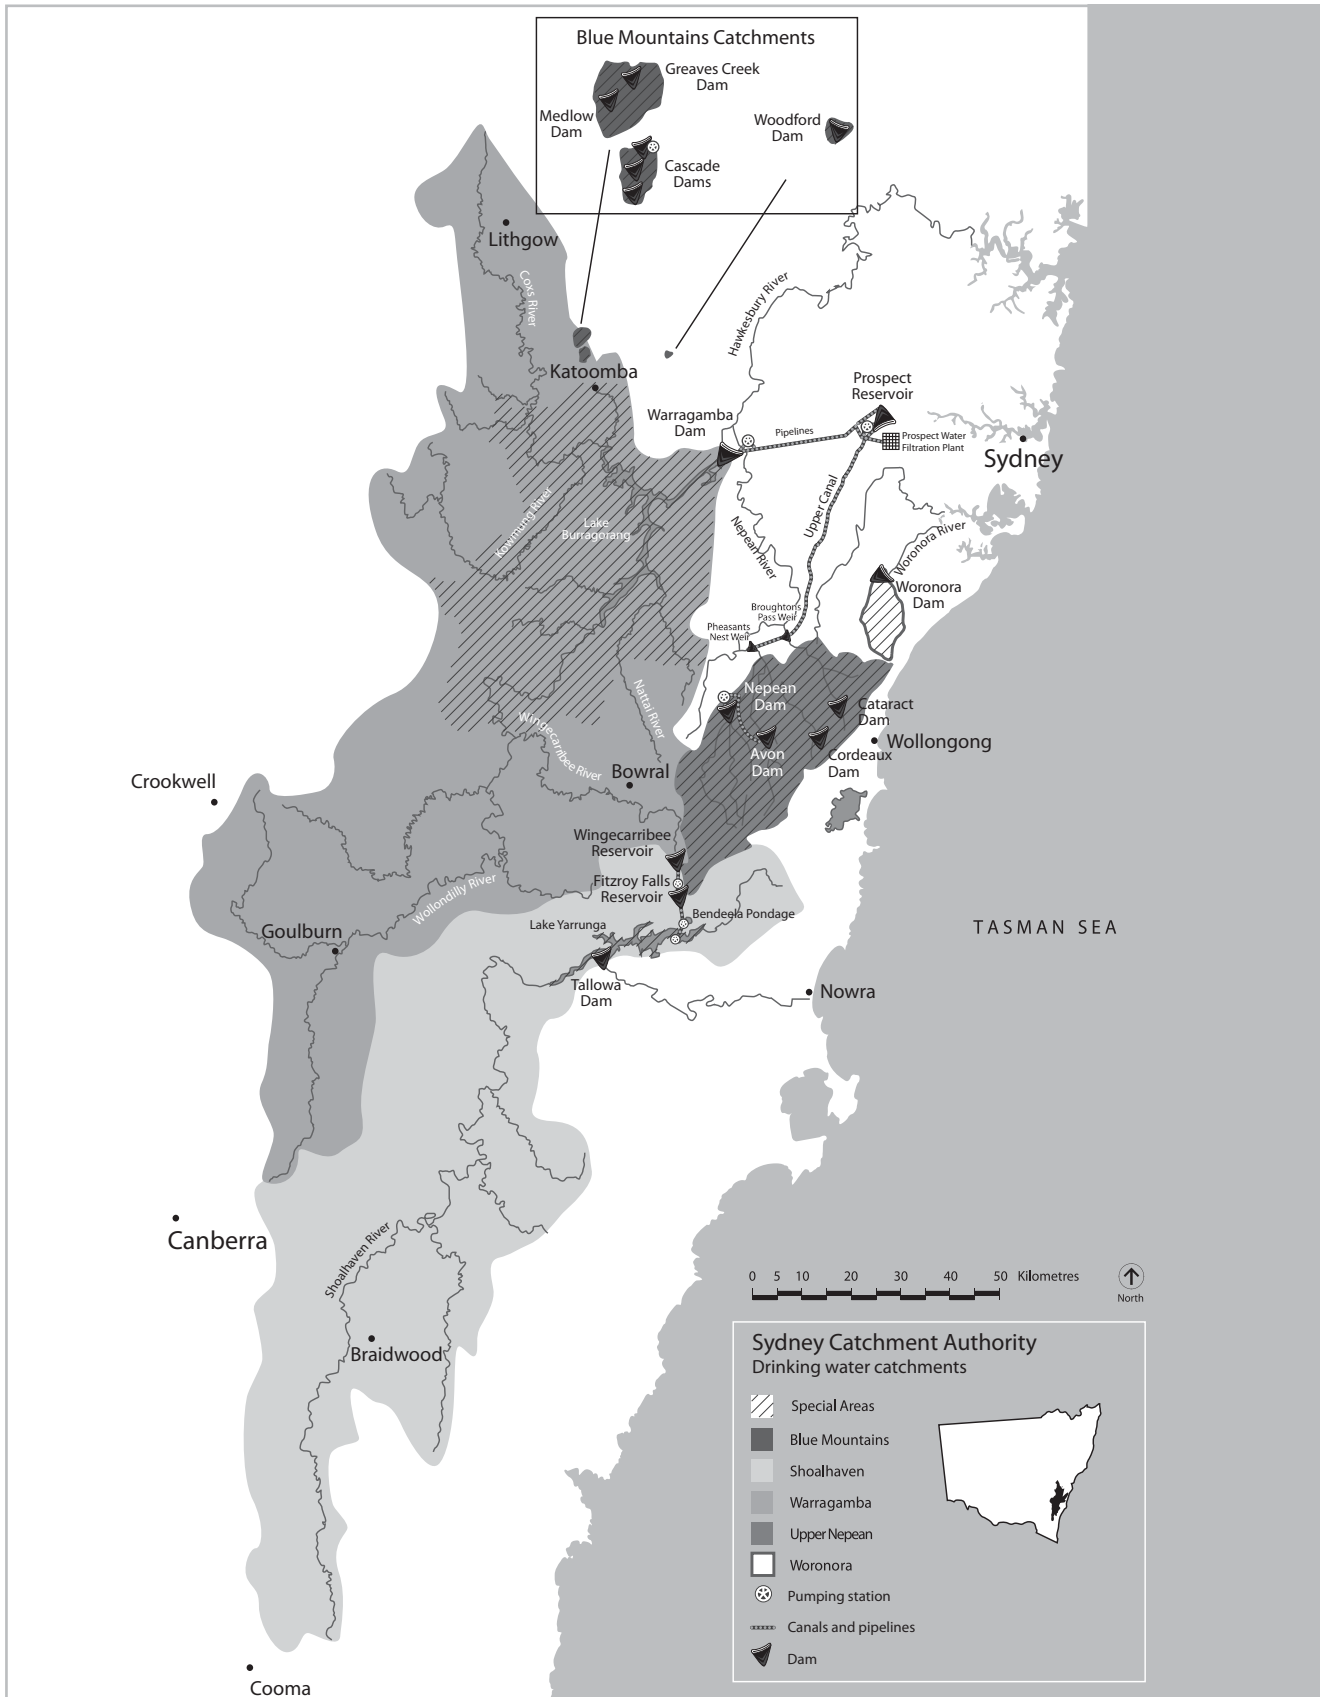 Blue Mountains Catchments
Greaves Creek
Dam
Medlow
Dam
Woodford
Dam
Cascade
Dams
Lithgow
Coxs River
Hawkesbury River
Katoomba
Prospect
Reservoir
Warragamba
Dam
Pipelines
Prospect Water
Filtration Plant
Sydney
Upper Canal
Kowmung River
Lake
Burragorang
Nepean River
Woronora River
Woronora
Dam
Broughtons
Pass Weir
Pheasants
Nest Weir
Nattai River
Nepean
Dam
Cataract
Dam
Wingecarribee River
Wollongong
Avon
Dam
Cordeaux
Dam
Bowral
Crookwell
Wingecarribee
Reservoir
Fitzroy Falls
Reservoir
Wollondilly River
Bendeela Pondage
Lake Yarrunga
Goulburn
TASMAN SEA
Tallowa
Dam
Nowra
Canberra
Shoalhaven River
Braidwood
Cooma
0 5 10 20 30 40 50 Kilometres
North
Sydney Catchment Authority
Drinking water catchments
Special Areas
Blue Mountains
Shoalhaven
Warragamba
Upper Nepean
Woronora
Pumping station
Canals and pipelines
Dam